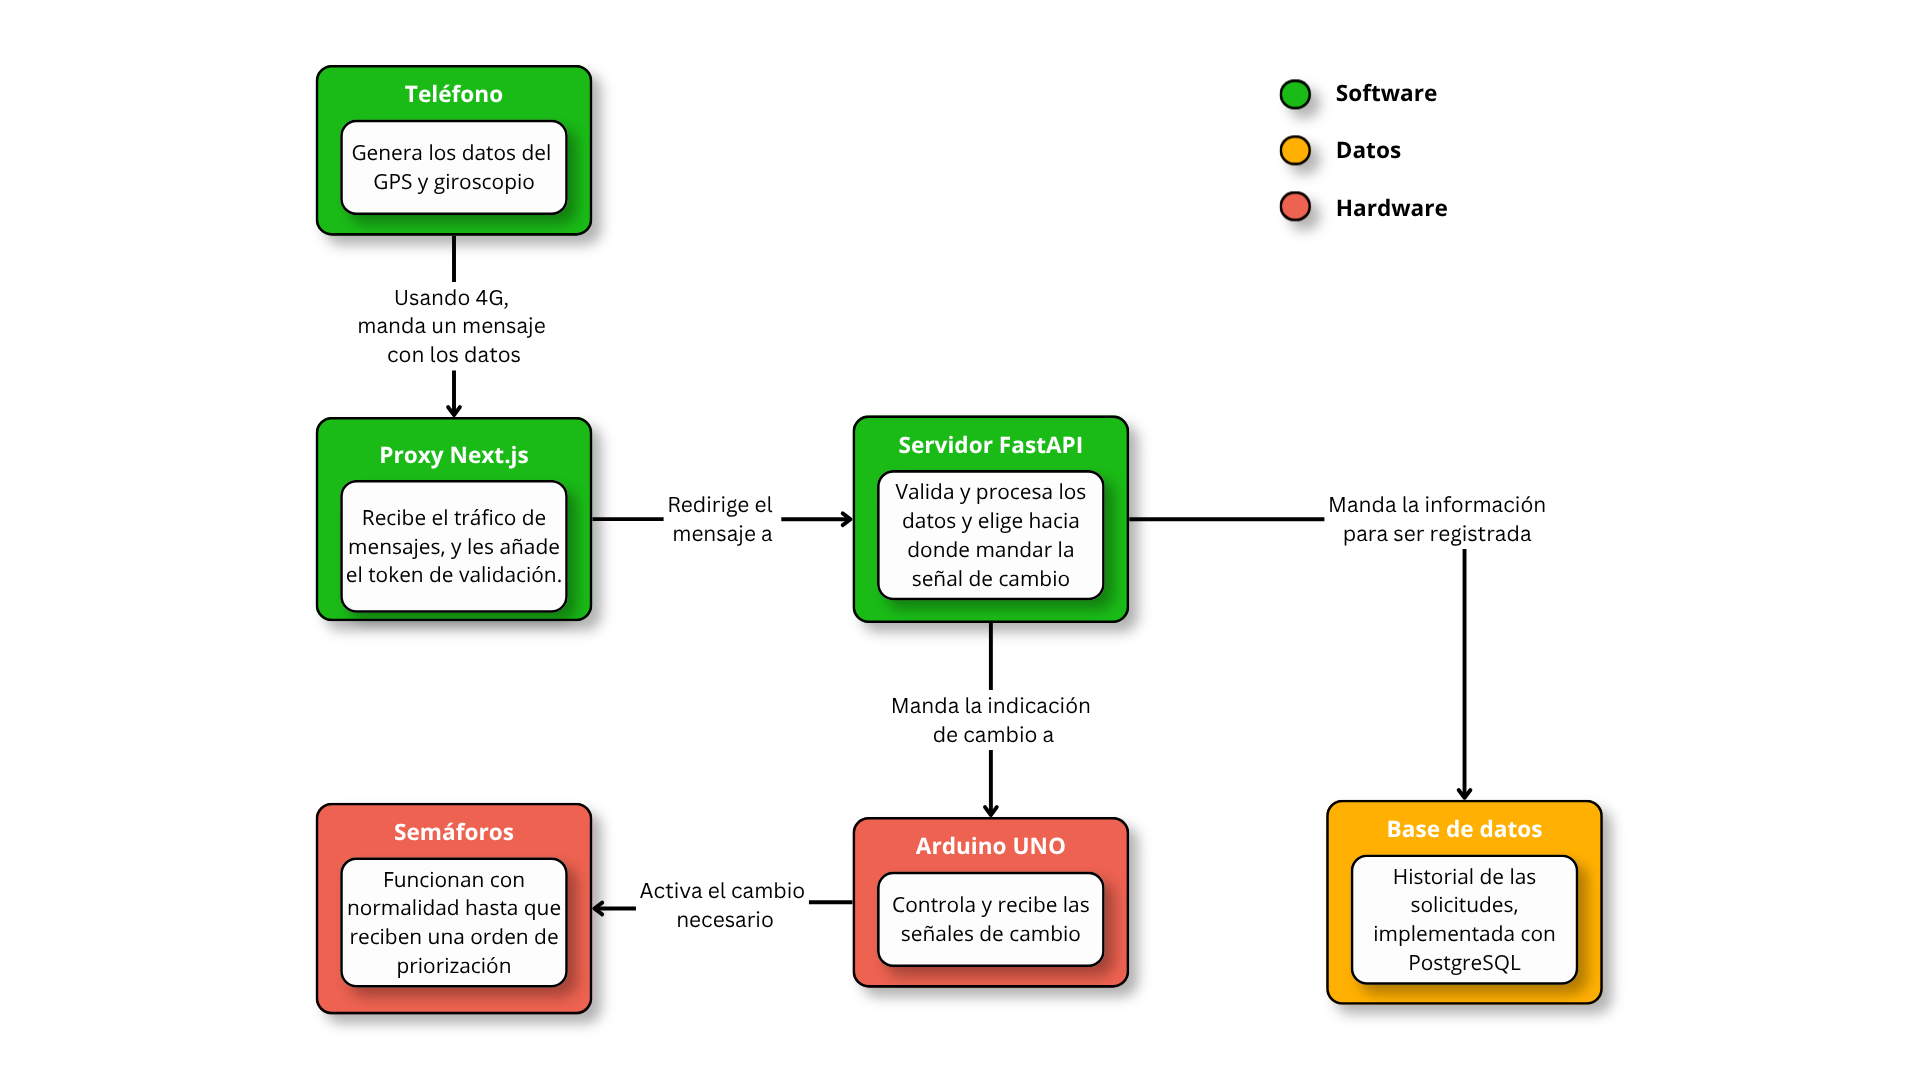 Teléfono
Genera los datos del
GPS y giroscopio
Software
Datos
Hardware
Usando 4G,
manda un mensaje
con los datos
Proxy Next.js
Recibe el tráfico de
mensajes, y les añade
el token de validación.
Redirige el
mensaje a
Servidor FastAPI
Valida y procesa los
datos y elige hacia
donde mandar la
señal de cambio
Manda la información
para ser registrada
Manda la indicación
de cambio a
Semáforos
Funcionan con
normalidad hasta que
reciben una orden de
priorización
Activa el cambio
necesario
Arduino UNO
Controla y recibe las
señales de cambio
Base de datos
Historial de las
solicitudes,
implementada con
PostgreSQL